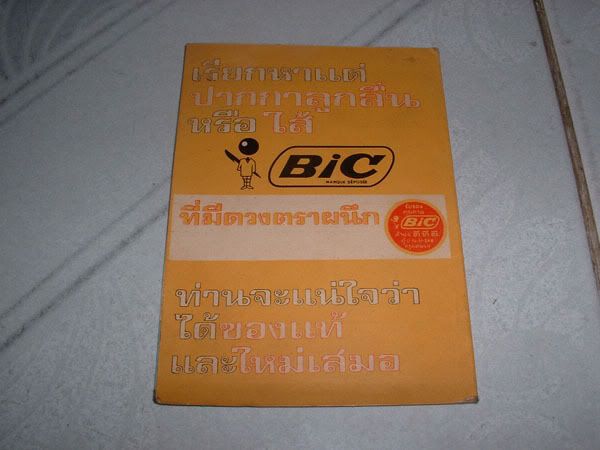 เรียกหาแต่
ปากกาลูกลื่น
หรือ ไส้
BiC
MARQUE DÉPOSÉE
ที่มีดวงตราผนึก
BiC
ท่านจะแน่ใจว่า
ได้ของแท้
และใหม่เสมอ